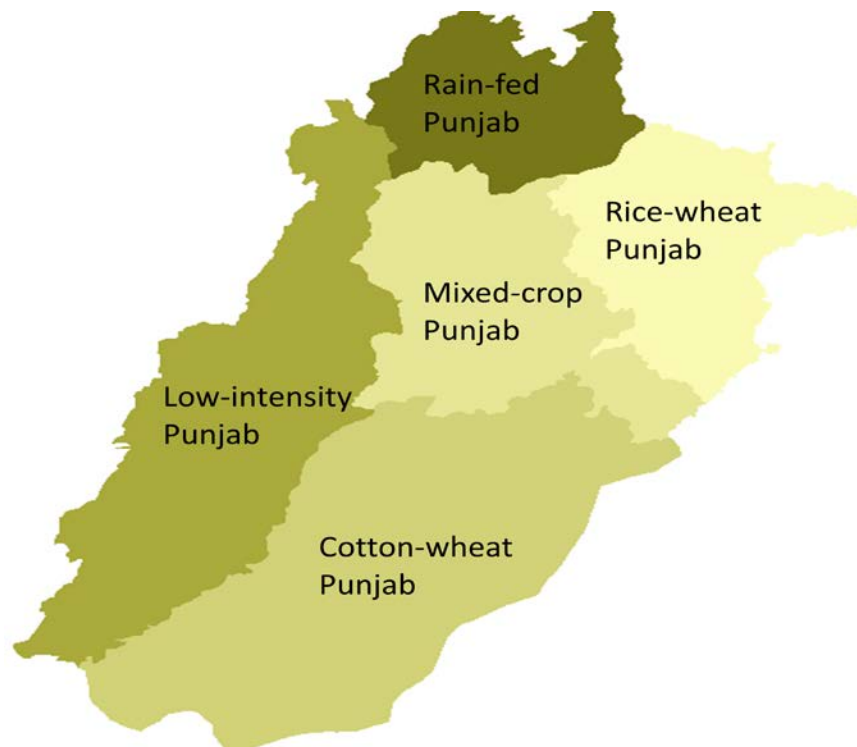 Rain-fed
Punjab
Rice-wheat
Punjab
Mixed-crop
Punjab
Low-intensity
Punjab
Cotton-wheat
Punjab